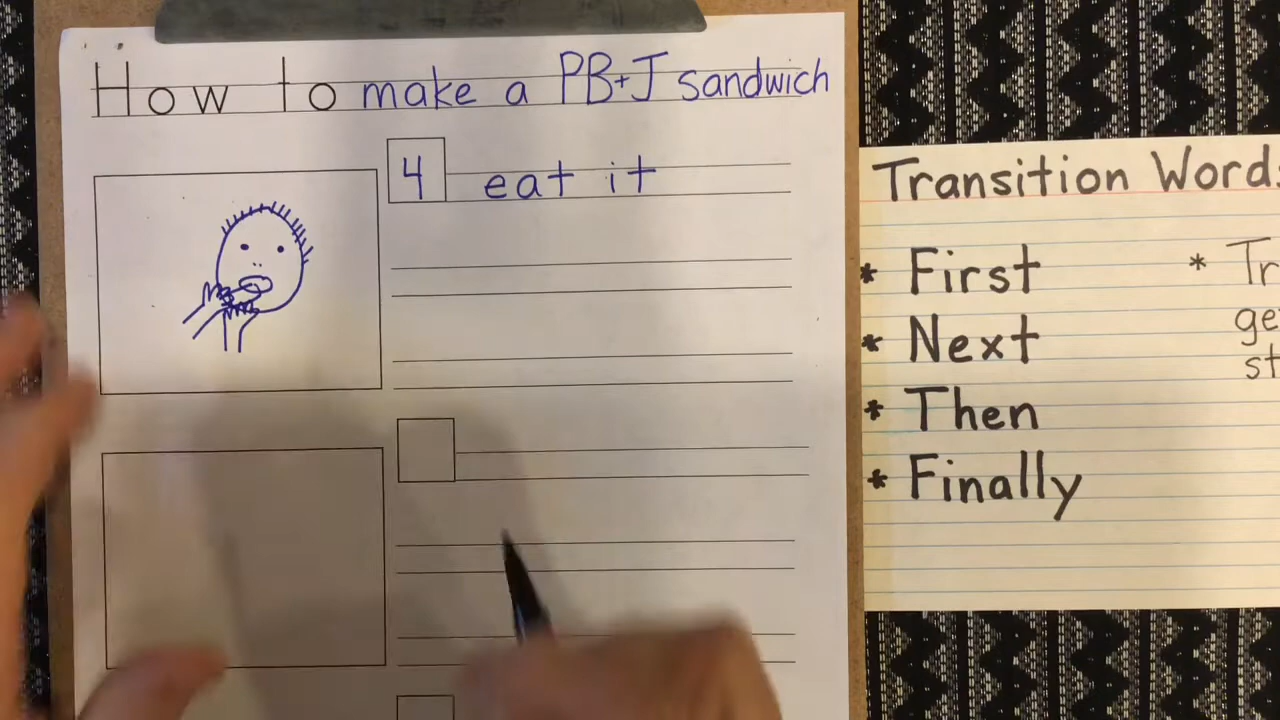 How to make a PB+J sandwich
4 eat it
Transition Words
* First
* Next
* Then
* Finally
*